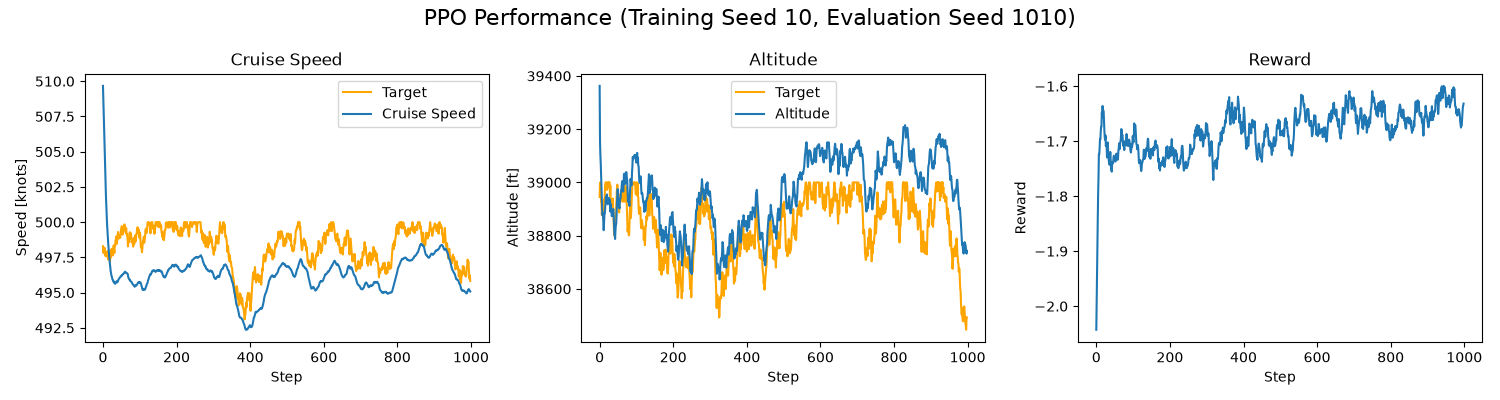 PPO Performance (Training Seed 10, Evaluation Seed 1010)
Cruise Speed
Speed [knots]
510.0
507.5
505.0
502.5
500.0
497.5
495.0
492.5
Target
Cruise Speed
0 200 400 600 800 1000
Step
Altitude
Altitude [ft]
39400
39200
39000
38800
38600
Target
Altitude
0 200 400 600 800 1000
Step
Reward
Reward
−1.6
−1.7
−1.8
−1.9
−2.0
0 200 400 600 800 1000
Step